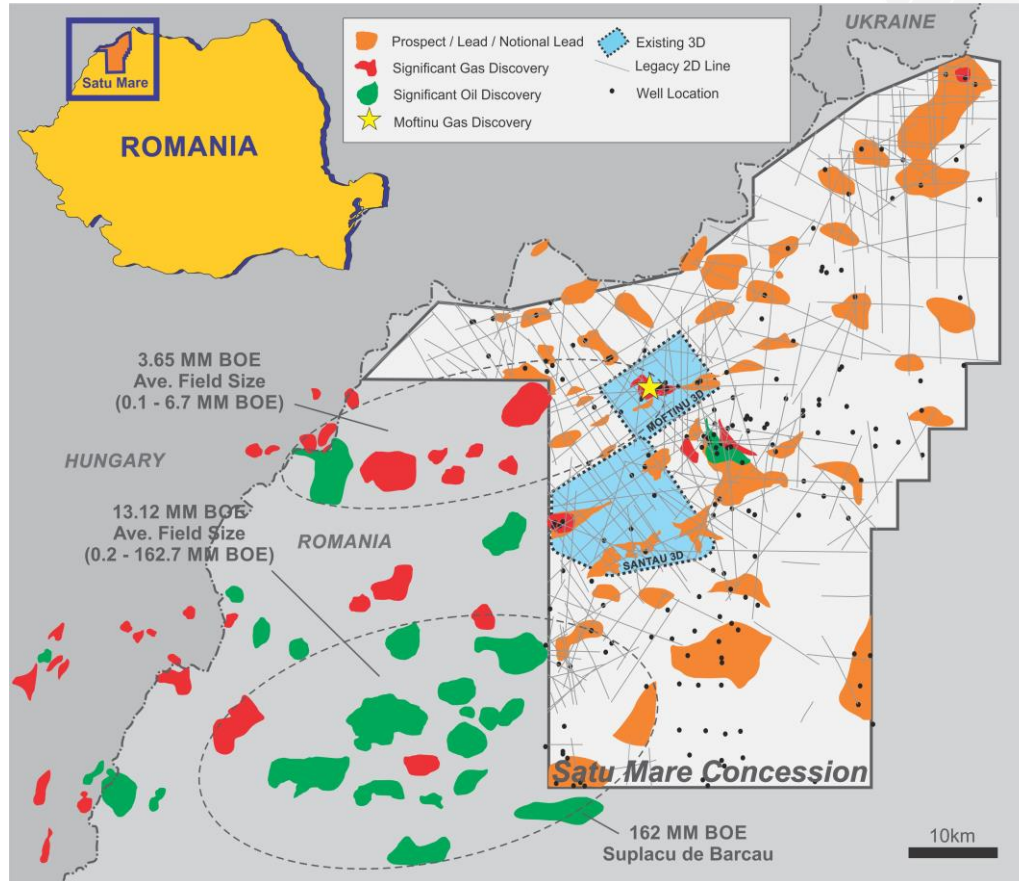 UKRAINE
Satu Mare
ROMANIA
Prospect / Lead / Notional Lead
Significant Gas Discovery
Significant Oil Discovery
Moftinu Gas Discovery
Existing 3D
Legacy 2D Line
Well Location
3.65 MM BOE
Ave. Field Size
(0.1 - 6.7 MM BOE)
MOFTINU 3D
HUNGARY
13.12 MM BOE
Ave. Field Size
(0.2 - 162.7 MM BOE)
ROMANIA
SANTAU 3D
Satu Mare Concession
162 MM BOE
Suplacu de Barcau
10km